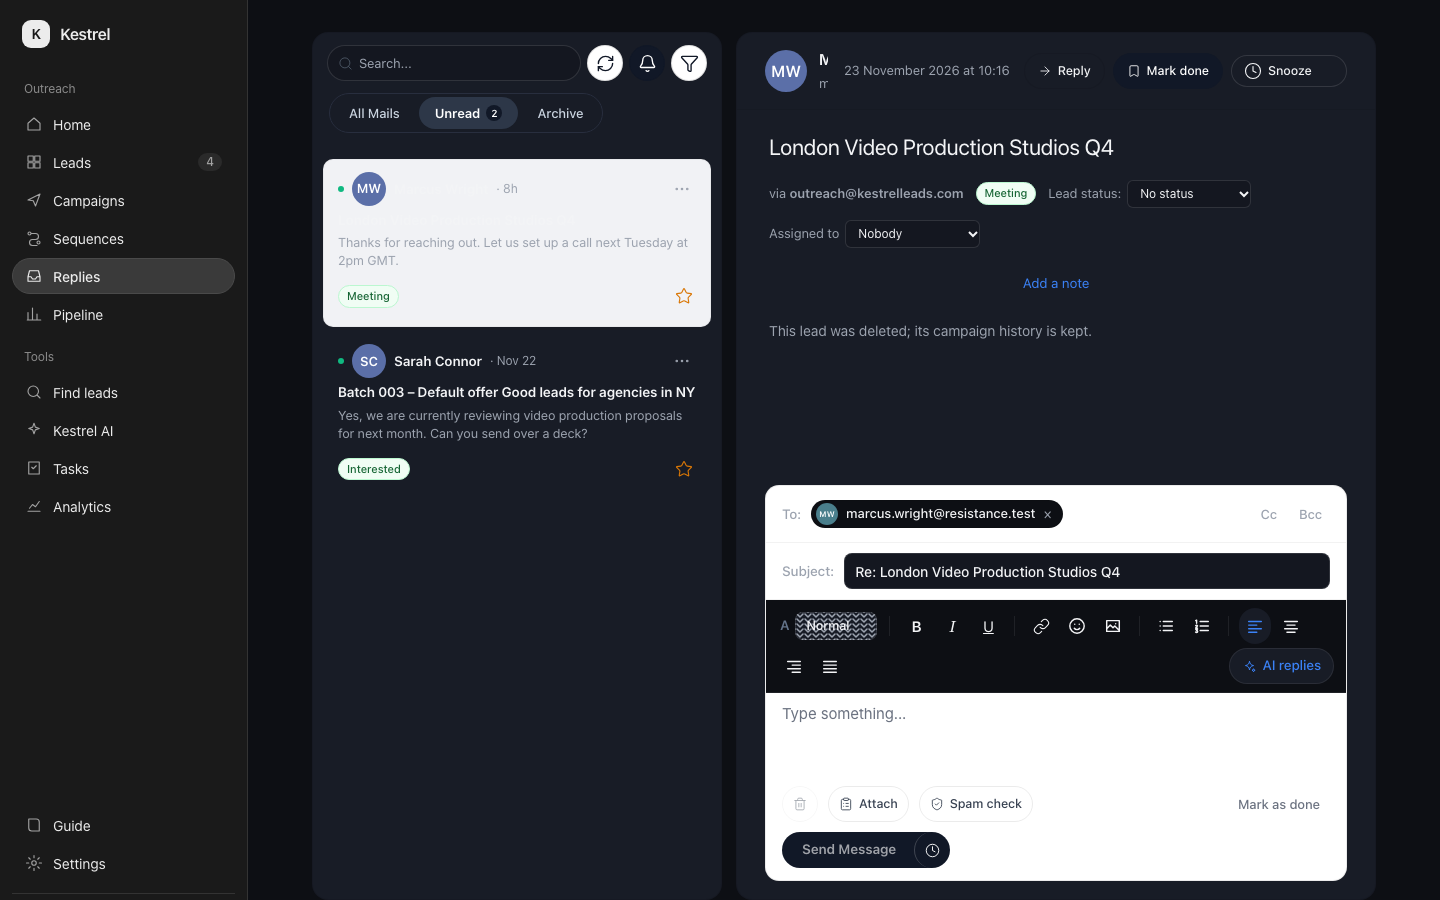 K Kestrel
Outreach
Home
Leads 4
Campaigns
Sequences
Replies
Pipeline
Tools
Find leads
Kestrel AI
Tasks
Analytics
Guide
Settings
Search...
All Mails Unread 2 Archive
MW · 8h
Thanks for reaching out. Let us set up a call next Tuesday at
2pm GMT.
Meeting
SC Sarah Connor · Nov 22
Batch 003 – Default offer Good leads for agencies in NY
Yes, we are currently reviewing video production proposals
for next month. Can you send over a deck?
Interested
MW 23 November 2026 at 10:16 Reply Mark done Snooze
London Video Production Studios Q4
via outreach@kestrelleads.com Meeting Lead status: No status
Assigned to Nobody
Add a note
This lead was deleted; its campaign history is kept.
To: MW marcus.wright@resistance.test × Cc Bcc
Subject: Re: London Video Production Studios Q4
A Normal B I U
AI replies
Type something...
Attach Spam check Mark as done
Send Message